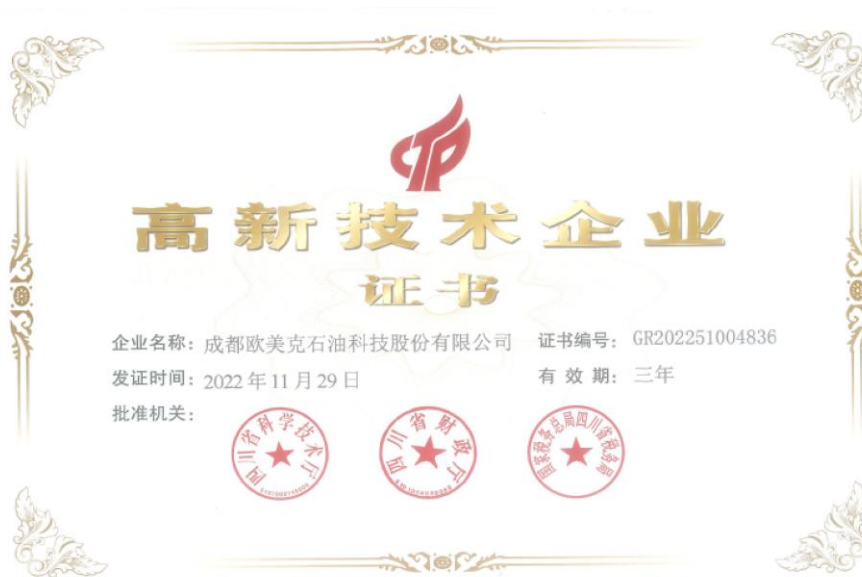 高新技术企业
证书
企业名称：成都欧美克石油科技股份有限公司 证书编号：GR202251004836
发证时间：2022年11月29日 有效期：三年
批准机关：
四川省科学技术厅 四川省财政厅 国家税务总局四川省税务局